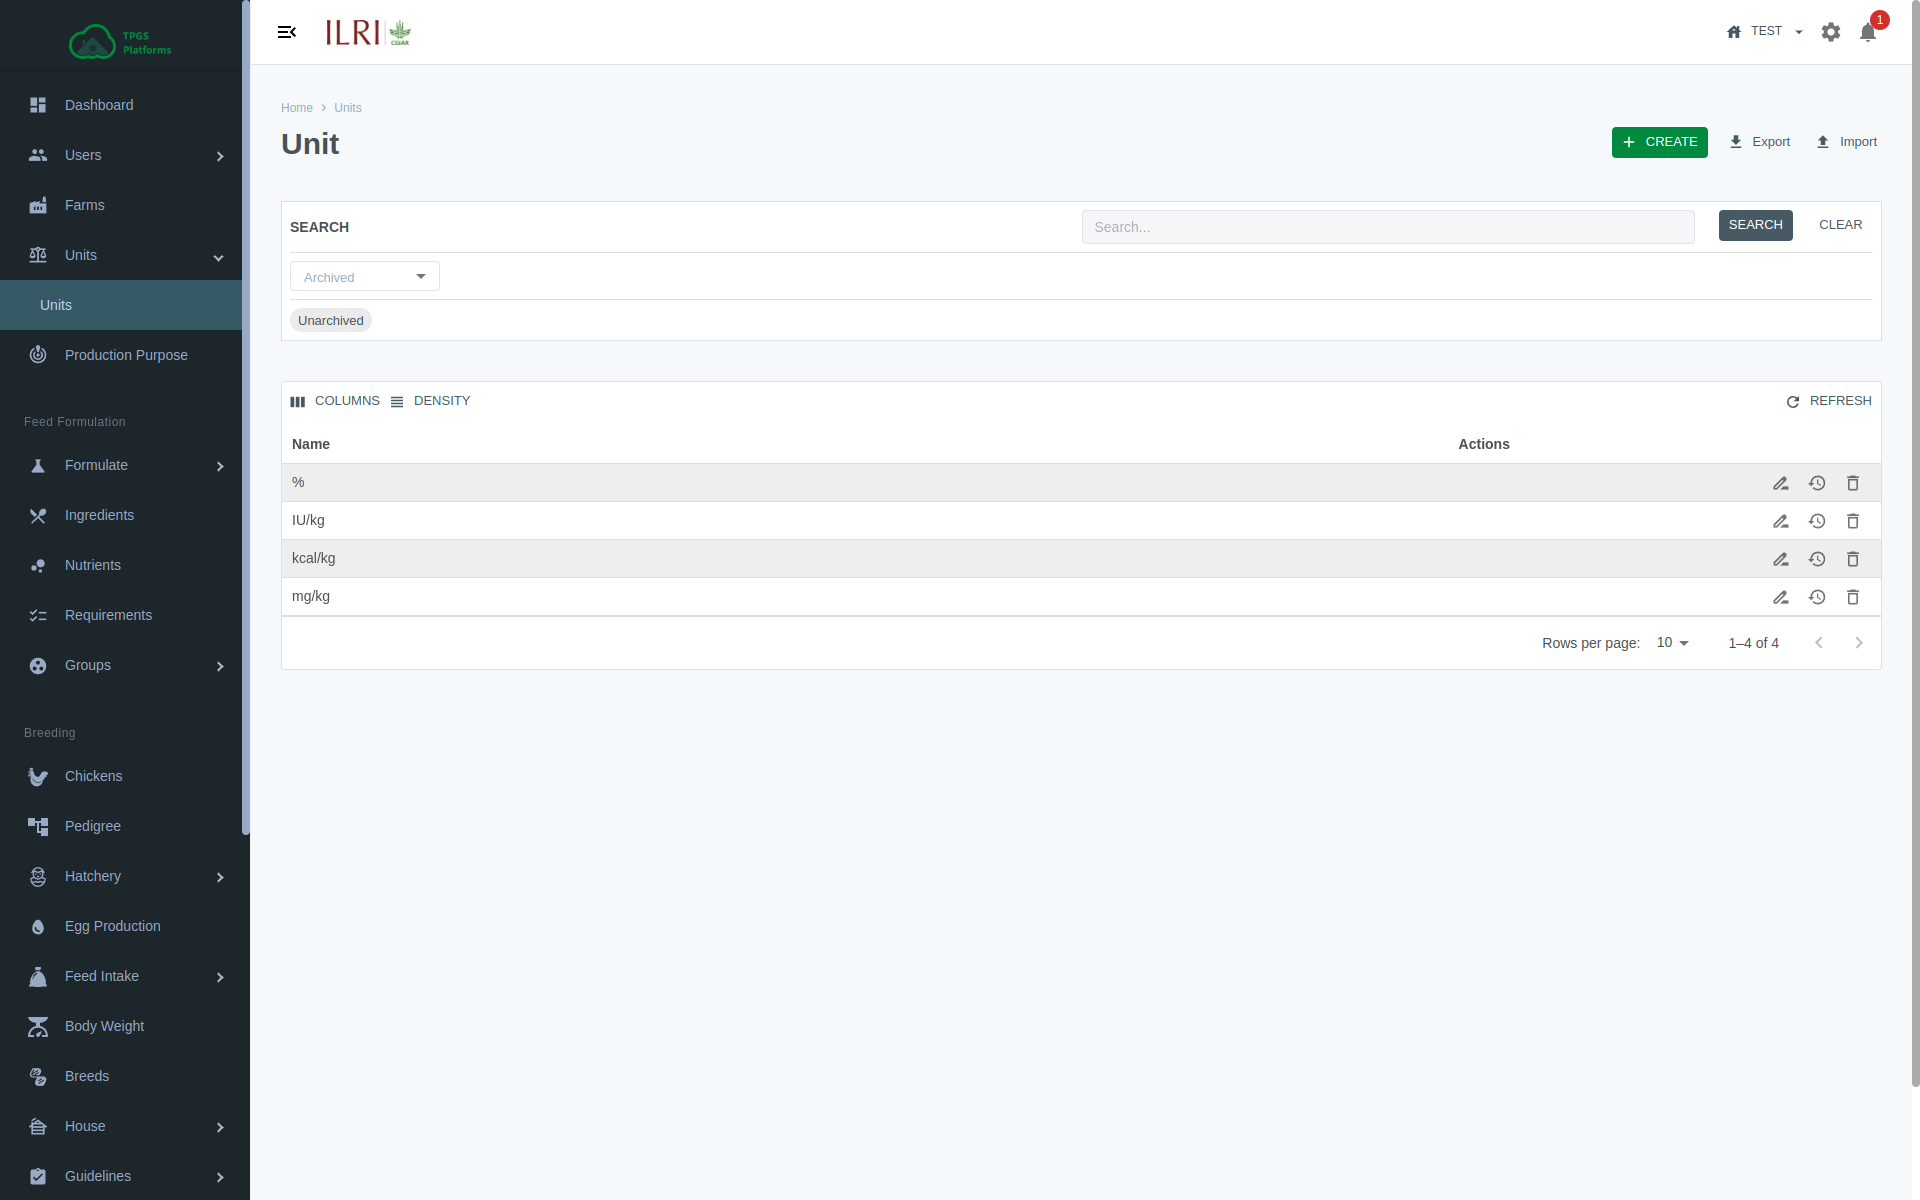 TPGS
Platforms
Dashboard
Users
Farms
Units
Units
Production Purpose
Feed Formulation
Formulate
Ingredients
Nutrients
Requirements
Groups
Breeding
Chickens
Pedigree
Hatchery
Egg Production
Feed Intake
Body Weight
Breeds
House
Guidelines
ILRI
CGIAR
TEST
1
Home › Units
Unit
CREATE Export Import
SEARCH Search... SEARCH CLEAR
Archived
Unarchived
COLUMNS DENSITY REFRESH
Name Actions
%
IU/kg
kcal/kg
mg/kg
Rows per page: 10 1–4 of 4